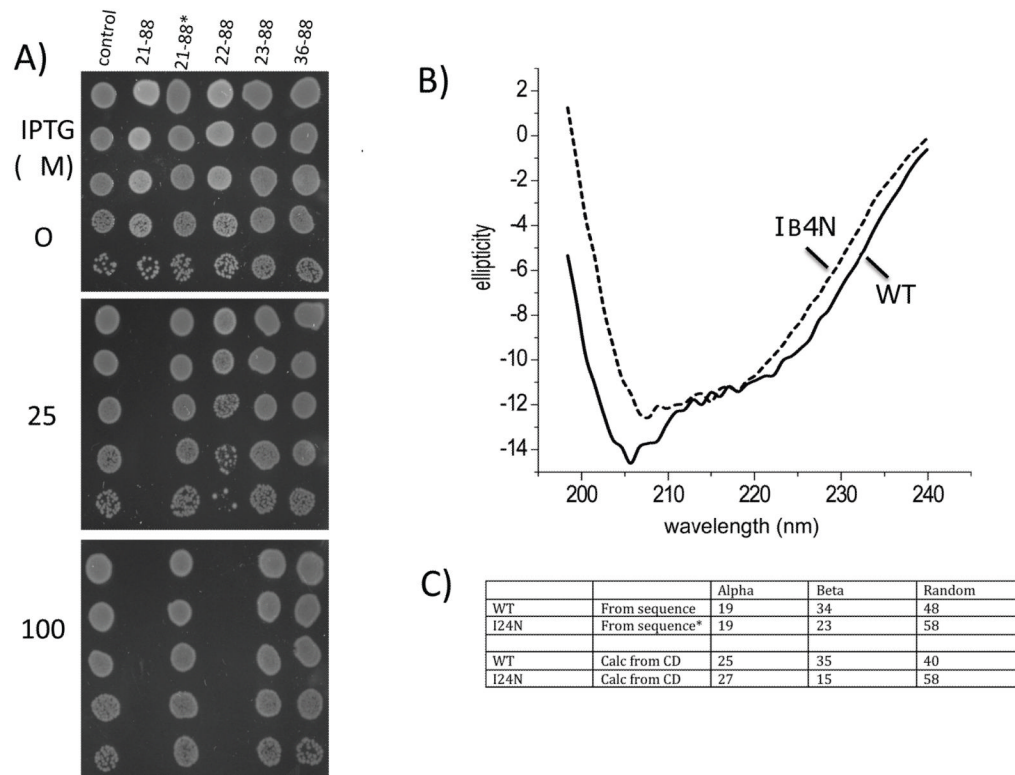 A)
control 21-88 21-88* 22-88 23-88 36-88
IPTG
( M)
O
25
100
B)
ellipticity
2
0
-2
-4
-6
-8
-10
-12
-14
IB4N
WT
200 210 220 230 240
wavelength (nm)
C)
Alpha Beta Random
WT From sequence 19 34 48
I24N From sequence* 19 23 58
WT Calc from CD 25 35 40
I24N Calc from CD 27 15 58